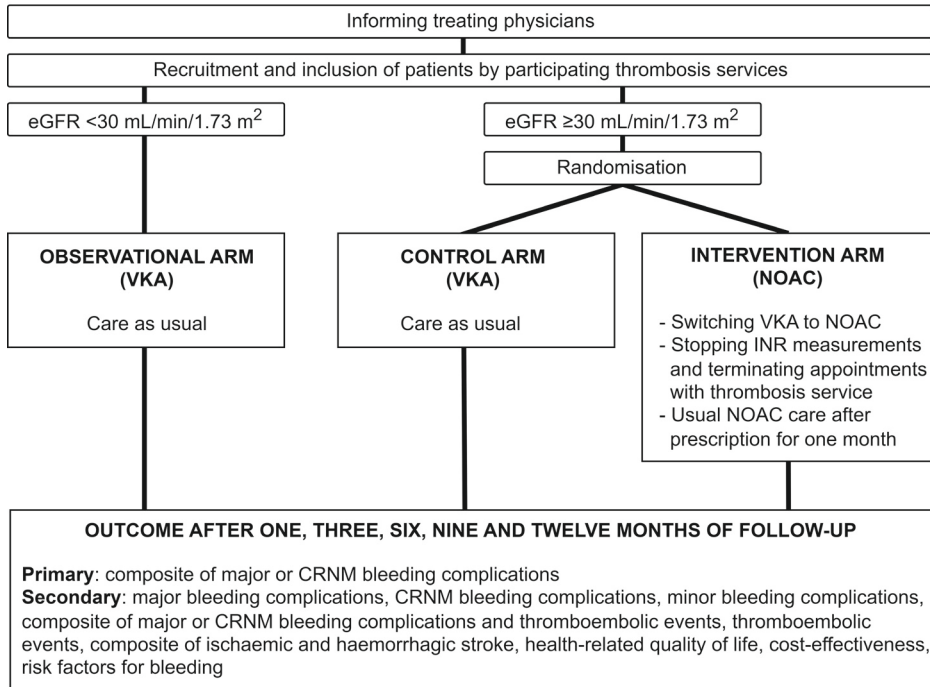 Informing treating physicians
Recruitment and inclusion of patients by participating thrombosis services
eGFR <30 mL/min/1.73 m²
eGFR ≥30 mL/min/1.73 m²
Randomisation
OBSERVATIONAL ARM
(VKA)
Care as usual
CONTROL ARM
(VKA)
Care as usual
INTERVENTION ARM
(NOAC)
- Switching VKA to NOAC
- Stopping INR measurements
and terminating appointments
with thrombosis service
- Usual NOAC care after
prescription for one month
OUTCOME AFTER ONE, THREE, SIX, NINE AND TWELVE MONTHS OF FOLLOW-UP
Primary: composite of major or CRNM bleeding complications
Secondary: major bleeding complications, CRNM bleeding complications, minor bleeding complications,
composite of major or CRNM bleeding complications and thromboembolic events, thromboembolic
events, composite of ischaemic and haemorrhagic stroke, health-related quality of life, cost-effectiveness,
risk factors for bleeding